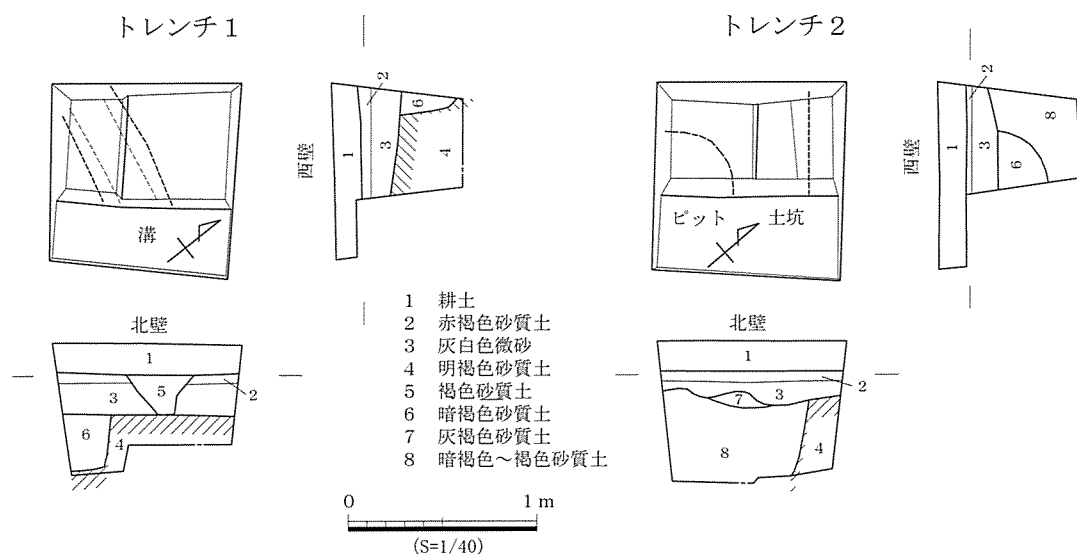 トレンチ1
トレンチ2
西壁
1
2
3
6
4
溝
西壁
1
2
3
6
8
ピット
土坑
北壁
1
2
3
5
6
4
1 耕土
2 赤褐色砂質土
3 灰白色微砂
4 明褐色砂質土
5 褐色砂質土
6 暗褐色砂質土
7 灰褐色砂質土
8 暗褐色~褐色砂質土
北壁
1
2
3
7
8
4
0
1 m
(S=1/40)